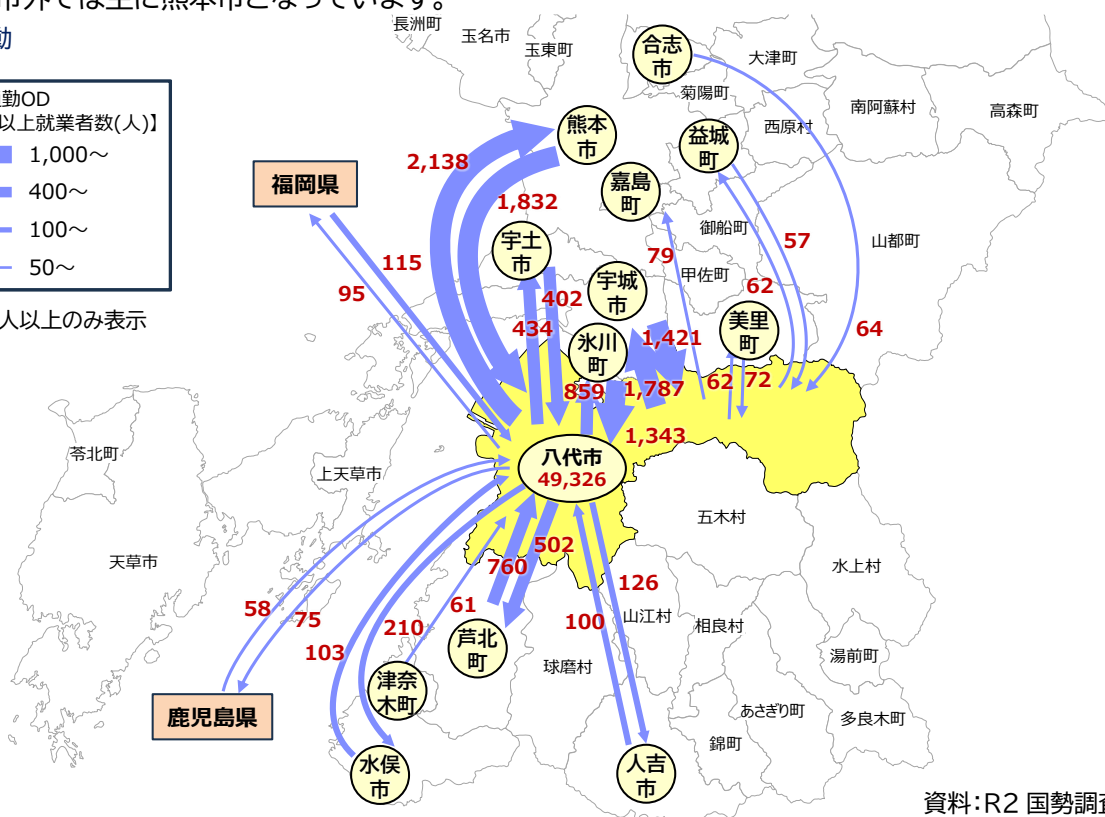 市外では主に熊本市となっています。
動
勤OD
以上就業者数(人)】
1,000～
400～
100～
50～
人以上のみ表示
長洲町
玉名市
玉東町
合志市
大津町
菊陽町
南阿蘇村
高森町
西原村
熊本市
益城町
嘉島町
御船町
山都町
福岡県
宇土市
宇城市
甲佐町
美里町
氷川町
2,138
1,832
115
95
402
434
79
57
62
64
1,421
859
1,787
62
72
1,343
八代市
49,326
苓北町
上天草市
天草市
五木村
水上村
502
760
126
100
61
210
58
75
103
山江村
相良村
芦北町
球磨村
湯前町
津奈木町
あさぎり町
多良木町
錦町
鹿児島県
水俣市
人吉市
資料：R2 国勢調査